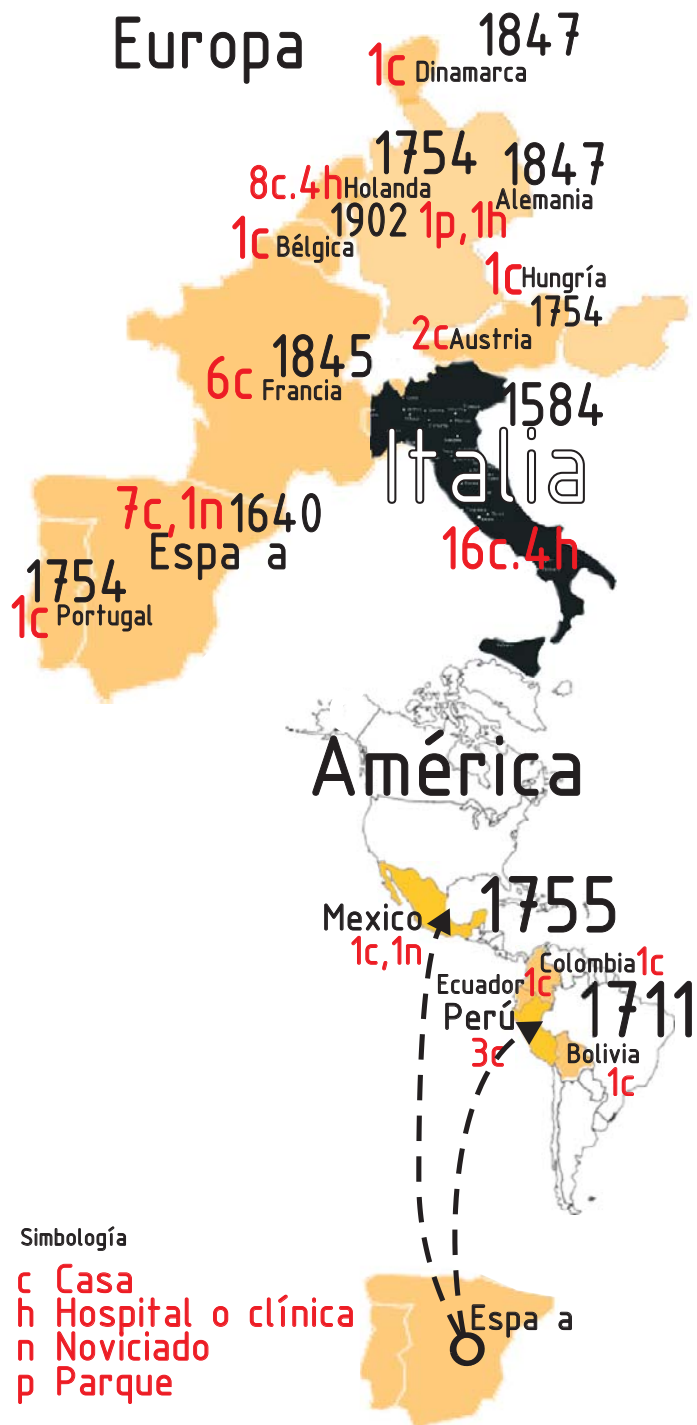 Europa
1847
1c Dinamarca
1754
8c.4h Holanda
1847
Alemania
1902 1p,1h
1c Bélgica
1c Hungría
1754
2c Austria
1845
6c Francia
1584
Italia
16c.4h
7c,1n 1640
Espa a
1754
1c Portugal
América
1755
Mexico
1c,1n
Colombia 1c
Ecuador 1c
1711
Perú
3c
Bolivia
1c
Simbología
c Casa
h Hospital o clínica
n Noviciado
p Parque
Espa a